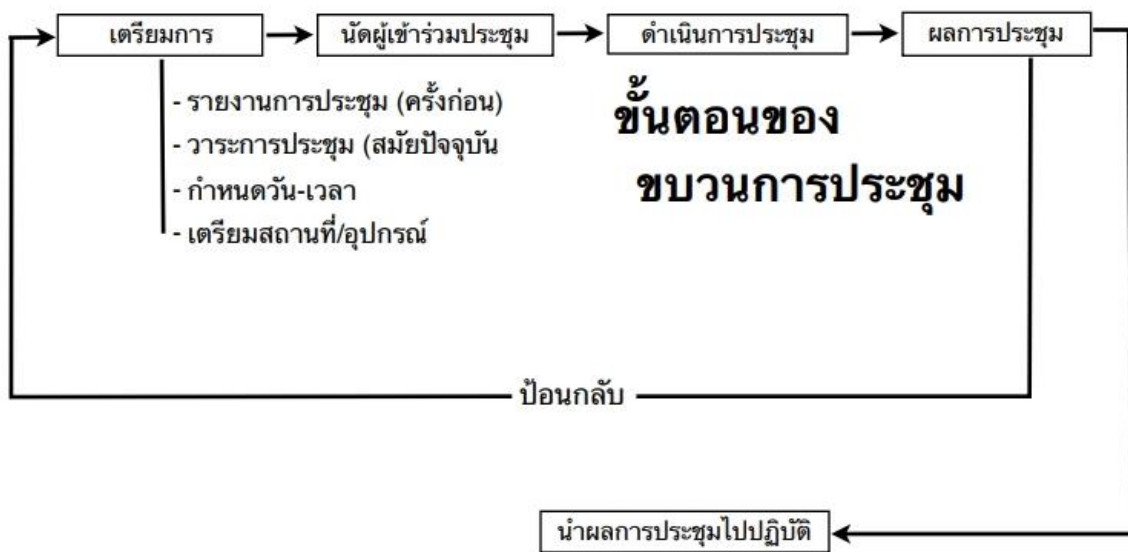 เตรียมการ
นัดผู้เข้าร่วมประชุม
ดำเนินการประชุม
ผลการประชุม
- รายงานการประชุม (ครั้งก่อน)
- วาระการประชุม (สมัยปัจจุบัน
- กำหนดวัน-เวลา
- เตรียมสถานที่/อุปกรณ์
ขั้นตอนของ
ขบวนการประชุม
ป้อนกลับ
นำผลการประชุมไปปฏิบัติ